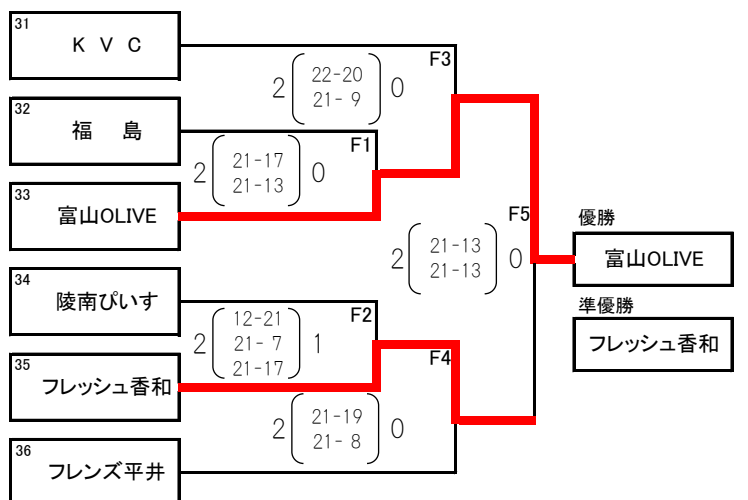 31
K V C
F3
2 22-20 0
21- 9
32
福 島
F1
2 21-17 0
21-13
33
富山OLIVE
F5
2 21-13 0
21-13
優勝
富山OLIVE
34
陵南ぴいす
F2
2 12-21 1
21- 7
21-17
準優勝
フレッシュ香和
35
フレッシュ香和
F4
2 21-19 0
21- 8
36
フレンズ平井